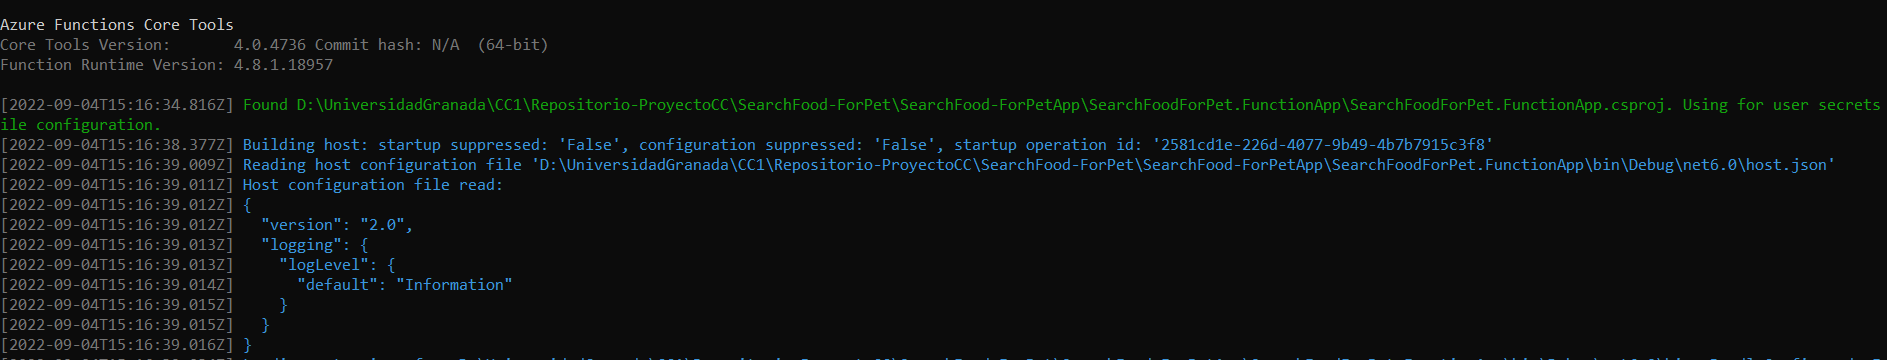 Azure Functions Core Tools
Core Tools Version:       4.0.4736 Commit hash: N/A  (64-bit)
Function Runtime Version: 4.8.1.18957
[2022-09-04T15:16:34.816Z] Found D:\UniversidadGranada\CC1\Repositorio-ProyectoCC\SearchFood-ForPet\SearchFood-ForPetApp\SearchFoodForPet.FunctionApp\SearchFoodForPet.FunctionApp.csproj. Using for user secrets
ile configuration.
[2022-09-04T15:16:38.377Z] Building host: startup suppressed: 'False', configuration suppressed: 'False', startup operation id: '2581cd1e-226d-4077-9b49-4b7b7915c3f8'
[2022-09-04T15:16:39.009Z] Reading host configuration file 'D:\UniversidadGranada\CC1\Repositorio-ProyectoCC\SearchFood-ForPet\SearchFood-ForPetApp\SearchFoodForPet.FunctionApp\bin\Debug\net6.0\host.json'
[2022-09-04T15:16:39.011Z] Host configuration file read:
[2022-09-04T15:16:39.012Z] {
[2022-09-04T15:16:39.012Z]   "version": "2.0",
[2022-09-04T15:16:39.013Z]   "logging": {
[2022-09-04T15:16:39.013Z]     "logLevel": {
[2022-09-04T15:16:39.014Z]       "default": "Information"
[2022-09-04T15:16:39.015Z]     }
[2022-09-04T15:16:39.015Z]   }
[2022-09-04T15:16:39.016Z] }